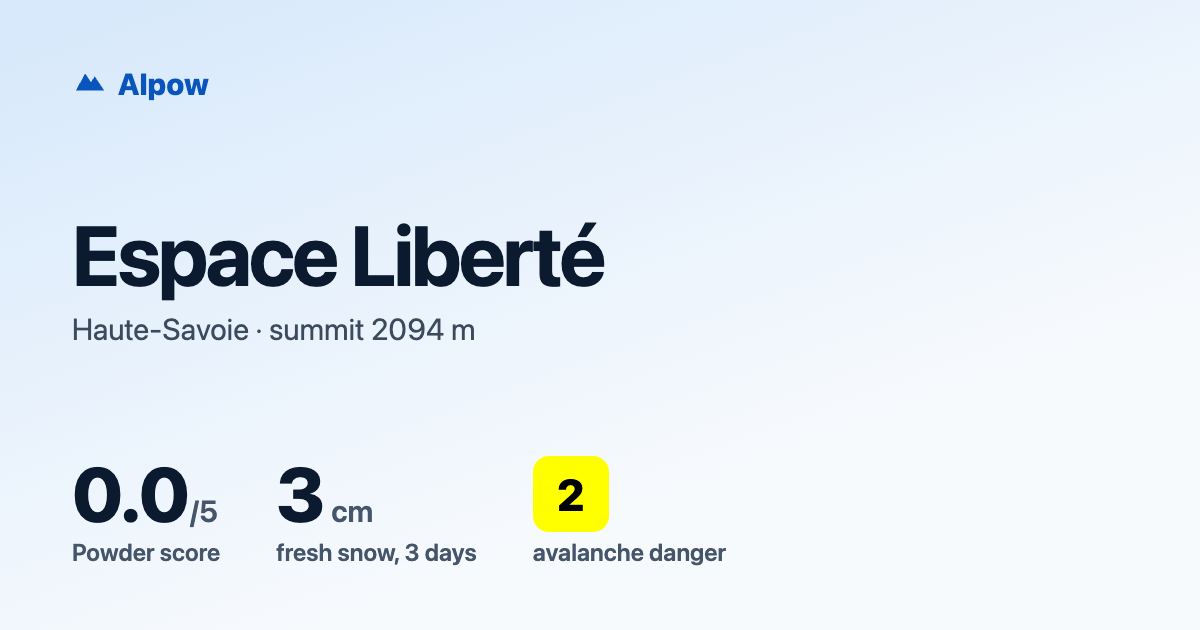 Alpow
Espace Liberté
Haute-Savoie · summit 2094 m
0.0/5
Powder score
3 cm
fresh snow, 3 days
2
avalanche danger